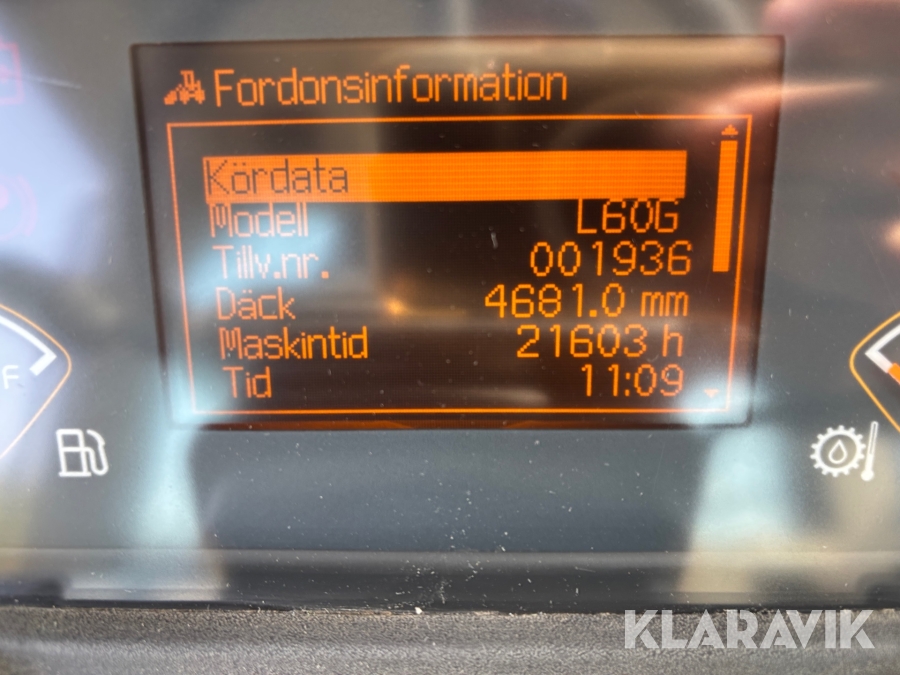 Fordonsinformation
Kördata
Modell L60G
Tillv.nr. 001936
Däck 4681.0 mm
Maskintid 21603 h
Tid 11:09
F
KLARAVIK